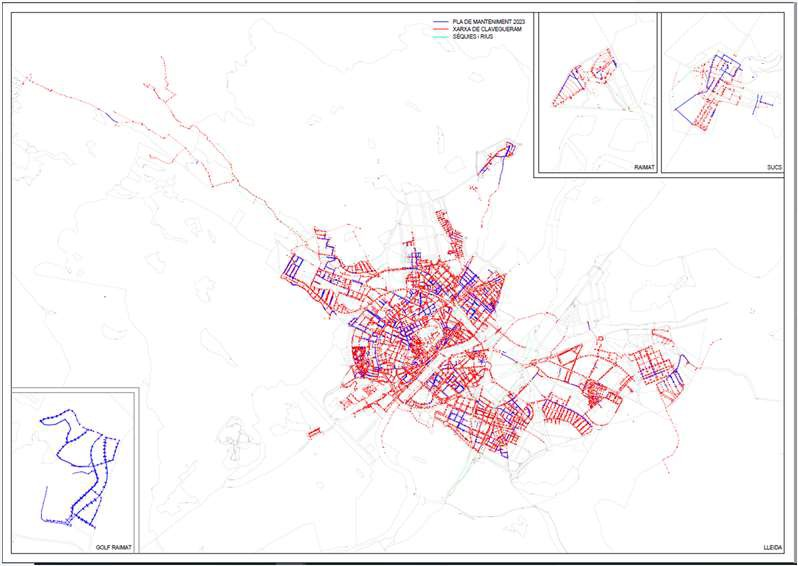 PLA DE MANTENIMENT 2023
XARXA DE CLAVEGUERAM
SÈQUIES I RIUS
RAIMAT
SUCS
GOLF RAIMAT
LLEIDA